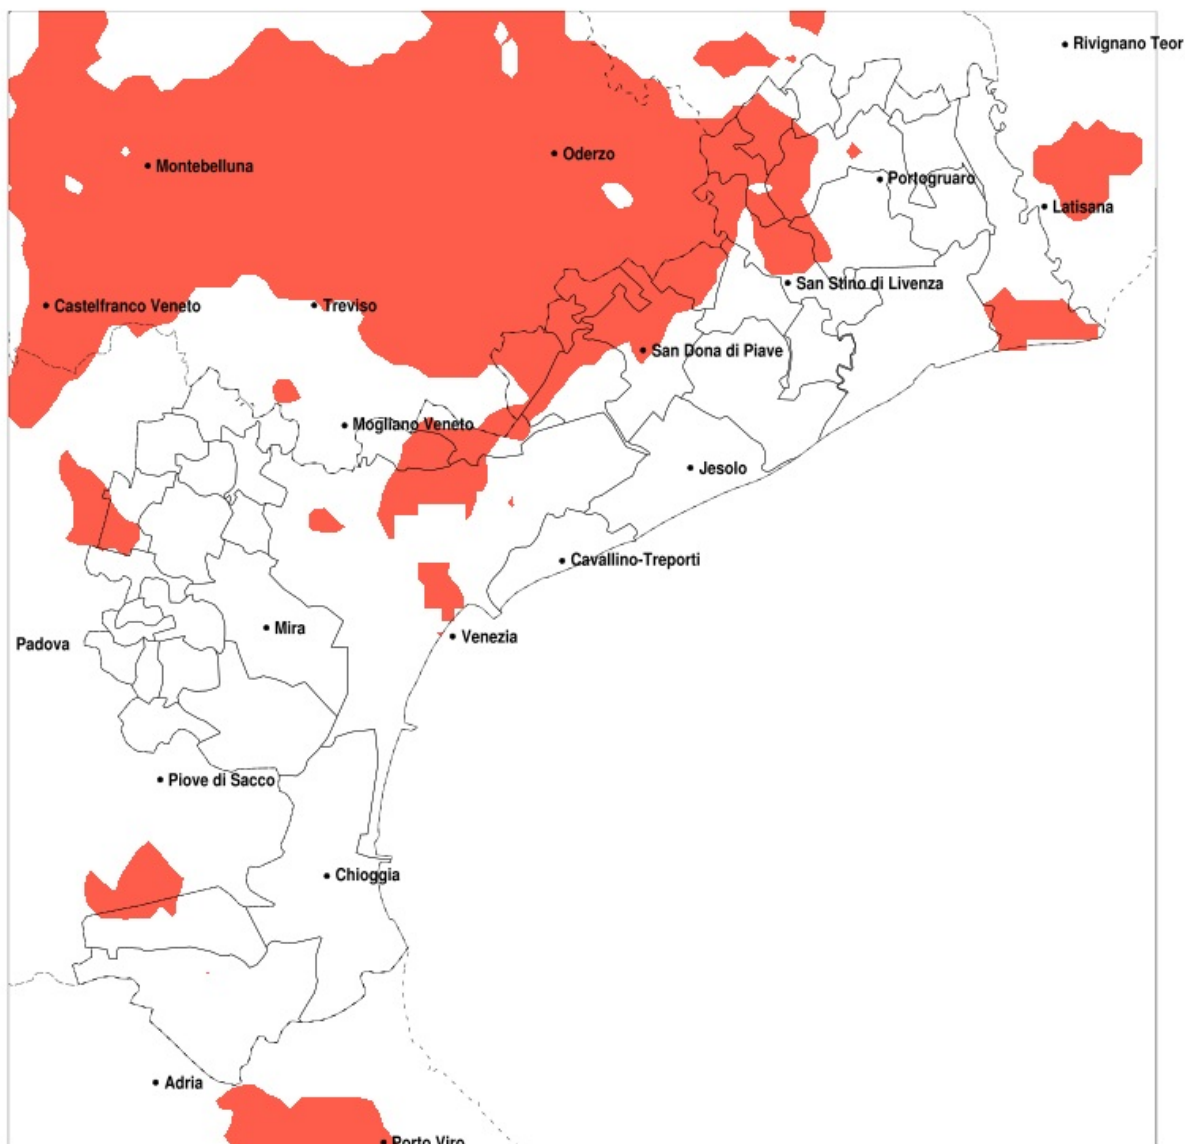 Rivignano Teor
Oderzo
Montebelluna
Portogruaro
Latisana
San Stino di Livenza
Castelfranco Veneto
Treviso
San Dona di Piave
Mogliano Veneto
Jesolo
Cavallino-Treporti
Mira
Venezia
Padova
Piove di Sacco
Chioggia
Adria
Porto Viro